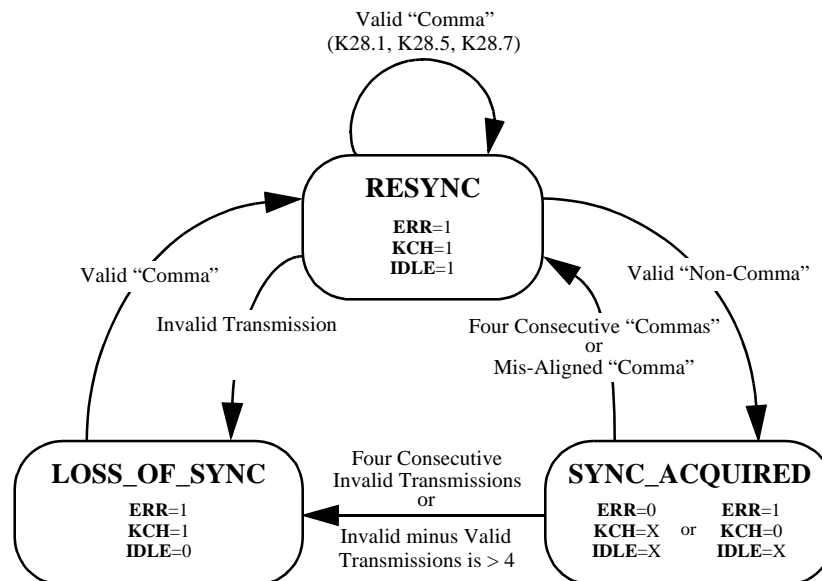 Valid “Comma”
(K28.1, K28.5, K28.7)
RESYNC
ERR=1
KCH=1
IDLE=1
Valid “Comma”
Valid “Non-Comma”
Invalid Transmission
Four Consecutive “Commas”
or
Mis-Aligned “Comma”
LOSS_OF_SYNC
ERR=1
KCH=1
IDLE=0
Four Consecutive
Invalid Transmissions
or
Invalid minus Valid
Transmissions is > 4
SYNC_ACQUIRED
ERR=0 ERR=1
KCH=X or KCH=0
IDLE=X IDLE=X